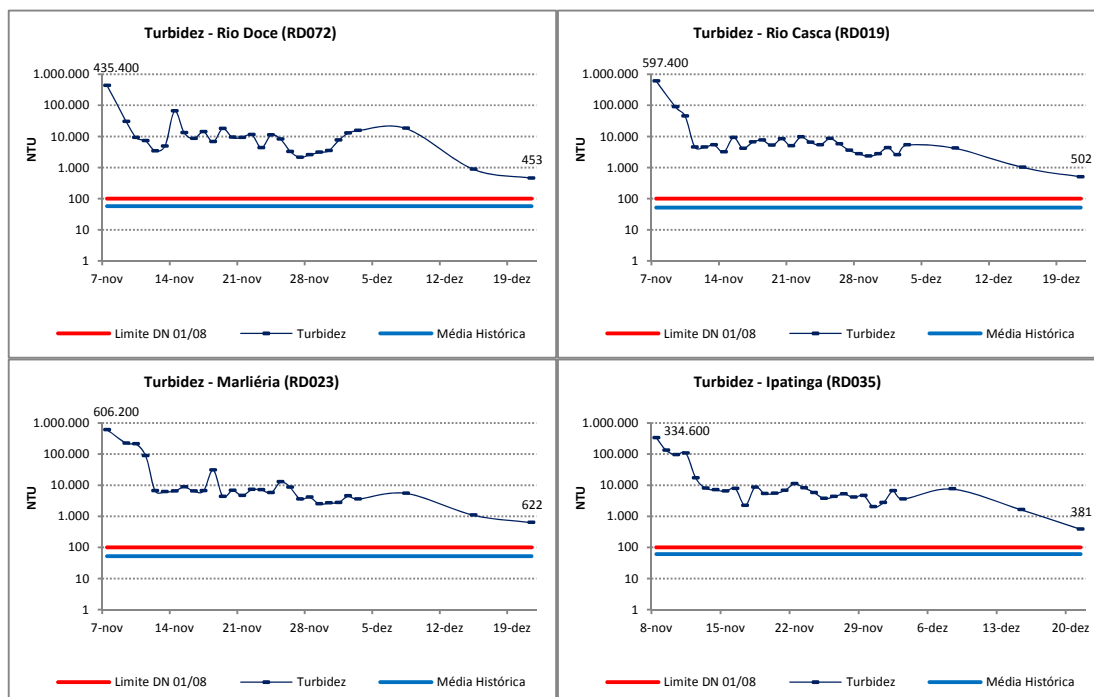 Turbidez - Rio Doce (RD072)
435.400
1.000.000
100.000
10.000
1.000
100
10
1
NTU
453
7-nov 14-nov 21-nov 28-nov 5-dez 12-dez 19-dez
Limite DN 01/08 Turbidez Média Histórica
Turbidez - Rio Casca (RD019)
597.400
1.000.000
100.000
10.000
1.000
100
10
1
NTU
502
7-nov 14-nov 21-nov 28-nov 5-dez 12-dez 19-dez
Limite DN 01/08 Turbidez Média Histórica
Turbidez - Marliéria (RD023)
606.200
1.000.000
100.000
10.000
1.000
100
10
1
NTU
622
7-nov 14-nov 21-nov 28-nov 5-dez 12-dez 19-dez
Limite DN 01/08 Turbidez Média Histórica
Turbidez - Ipatinga (RD035)
334.600
1.000.000
100.000
10.000
1.000
100
10
1
NTU
381
8-nov 15-nov 22-nov 29-nov 6-dez 13-dez 20-dez
Limite DN 01/08 Turbidez Média Histórica